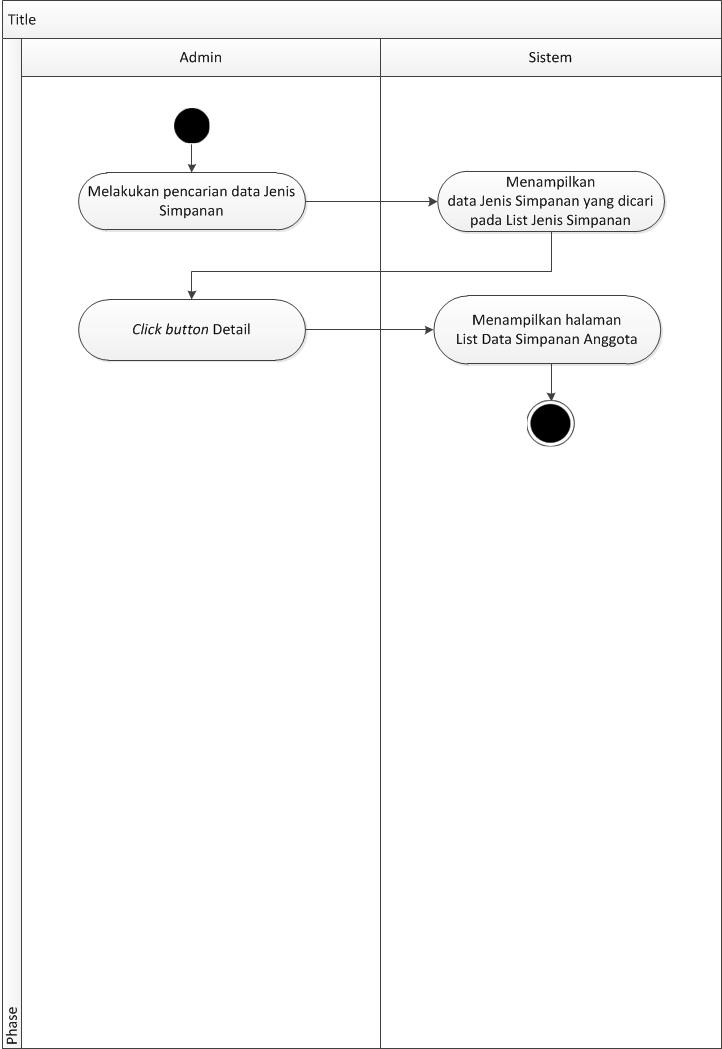 Title
Admin
Sistem
Melakukan pencarian data Jenis
Simpanan
Menampilkan
data Jenis Simpanan yang dicari
pada List Jenis Simpanan
Click button Detail
Menampilkan halaman
List Data Simpanan Anggota
Phase